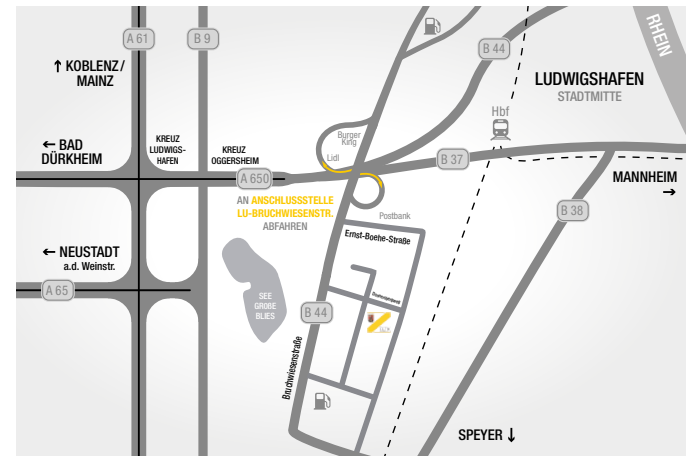 A 61
B 9
B 44
RHEIN
↑ KOBLENZ/
MAINZ
LUDWIGSHAFEN
STADTMITTE
Hbf
Burger
King
Lidl
← BAD
DÜRKHEIM
KREUZ
LUDWIGS-
HAFEN
KREUZ
OGGERSHEIM
A 650
B 37
MANNHEIM
→
AN ANSCHLUSSSTELLE
LU-BRUCHWIESENSTR.
ABFAHREN
B 38
Postbank
Ernst-Boehe-Straße
← NEUSTADT
a.d. Weinstr.
A 65
SEE
GROßE
BLIES
B 44
Bruchwiesenstraße
SPEYER ↓